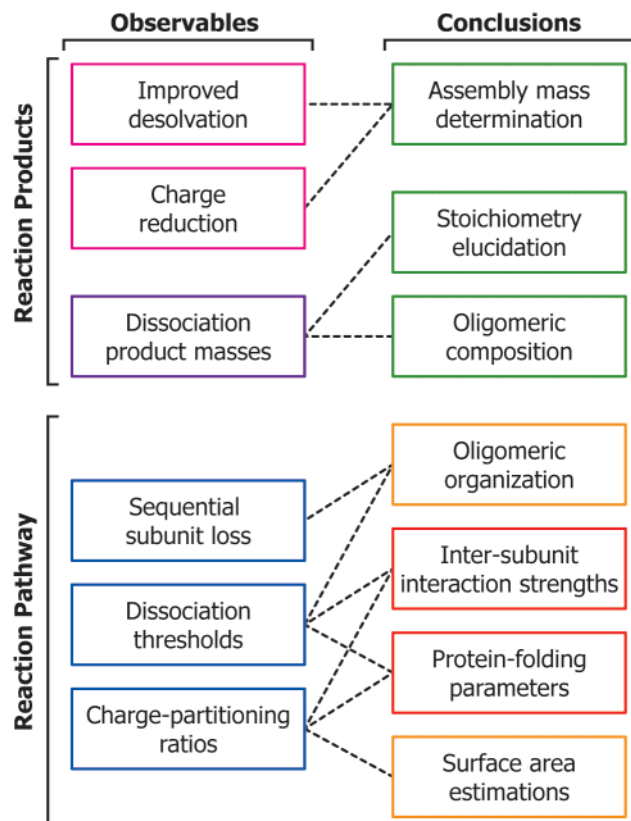 Observables
Conclusions
Reaction Products
Improved
desolvation
Assembly mass
determination
Charge
reduction
Stoichiometry
elucidation
Dissociation
product masses
Oligomeric
composition
Reaction Pathway
Oligomeric
organization
Sequential
subunit loss
Inter-subunit
interaction strengths
Dissociation
thresholds
Protein-folding
parameters
Charge-partitioning
ratios
Surface area
estimations